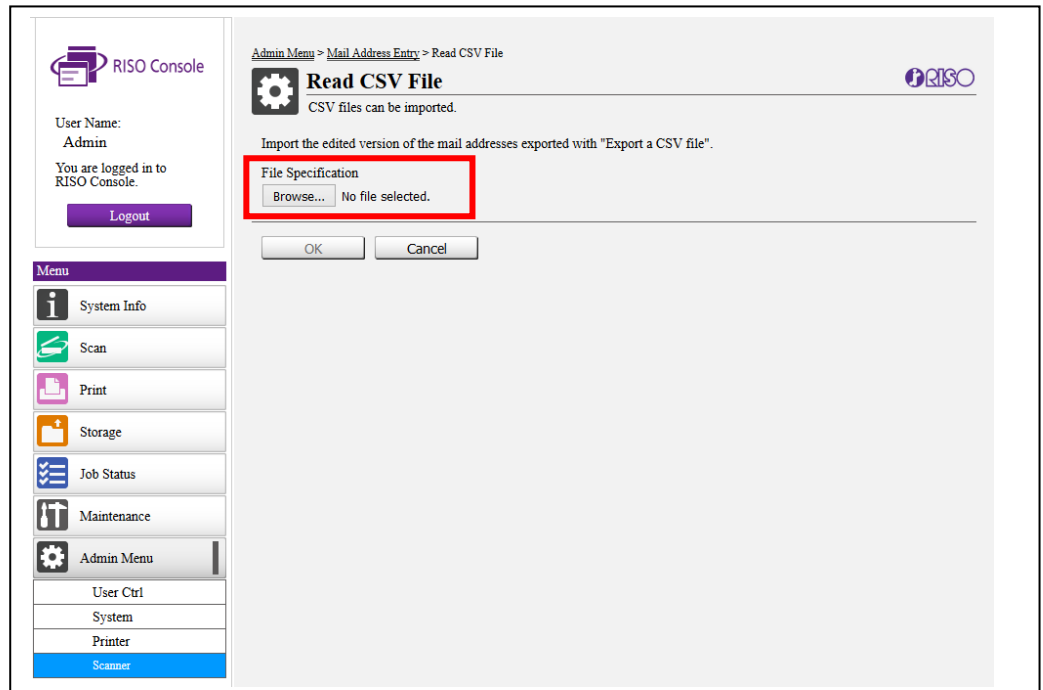 RISO Console
User Name:
Admin
You are logged in to
RISO Console.
Logout
Menu
System Info
Scan
Print
Storage
Job Status
Maintenance
Admin Menu
User Ctrl
System
Printer
Scanner
Admin Menu > Mail Address Entry > Read CSV File
Read CSV File
RISO
CSV files can be imported.
Import the edited version of the mail addresses exported with "Export a CSV file".
File Specification
Browse... No file selected.
OK Cancel